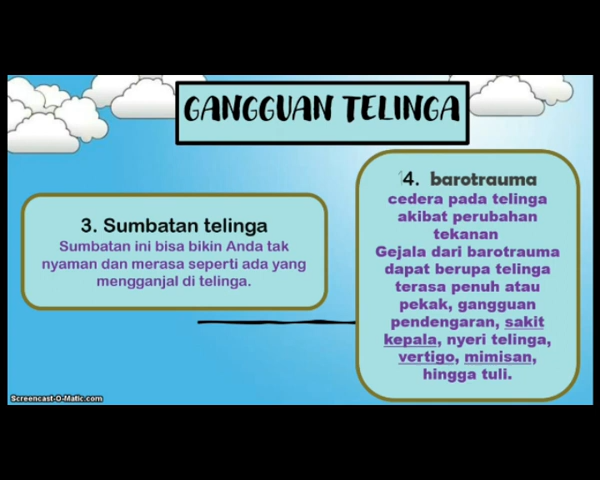 GANGGUAN TELINGA
3. Sumbatan telinga
Sumbatan ini bisa bikin Anda tak
nyaman dan merasa seperti ada yang
mengganjal di telinga.
4. barotrauma
cedera pada telinga
akibat perubahan
tekanan
Gejala dari barotrauma
dapat berupa telinga
terasa penuh atau
pekak, gangguan
pendengaran, sakit
kepala, nyeri telinga,
vertigo, mimisan,
hingga tuli.
Screencast-O-Matic.com